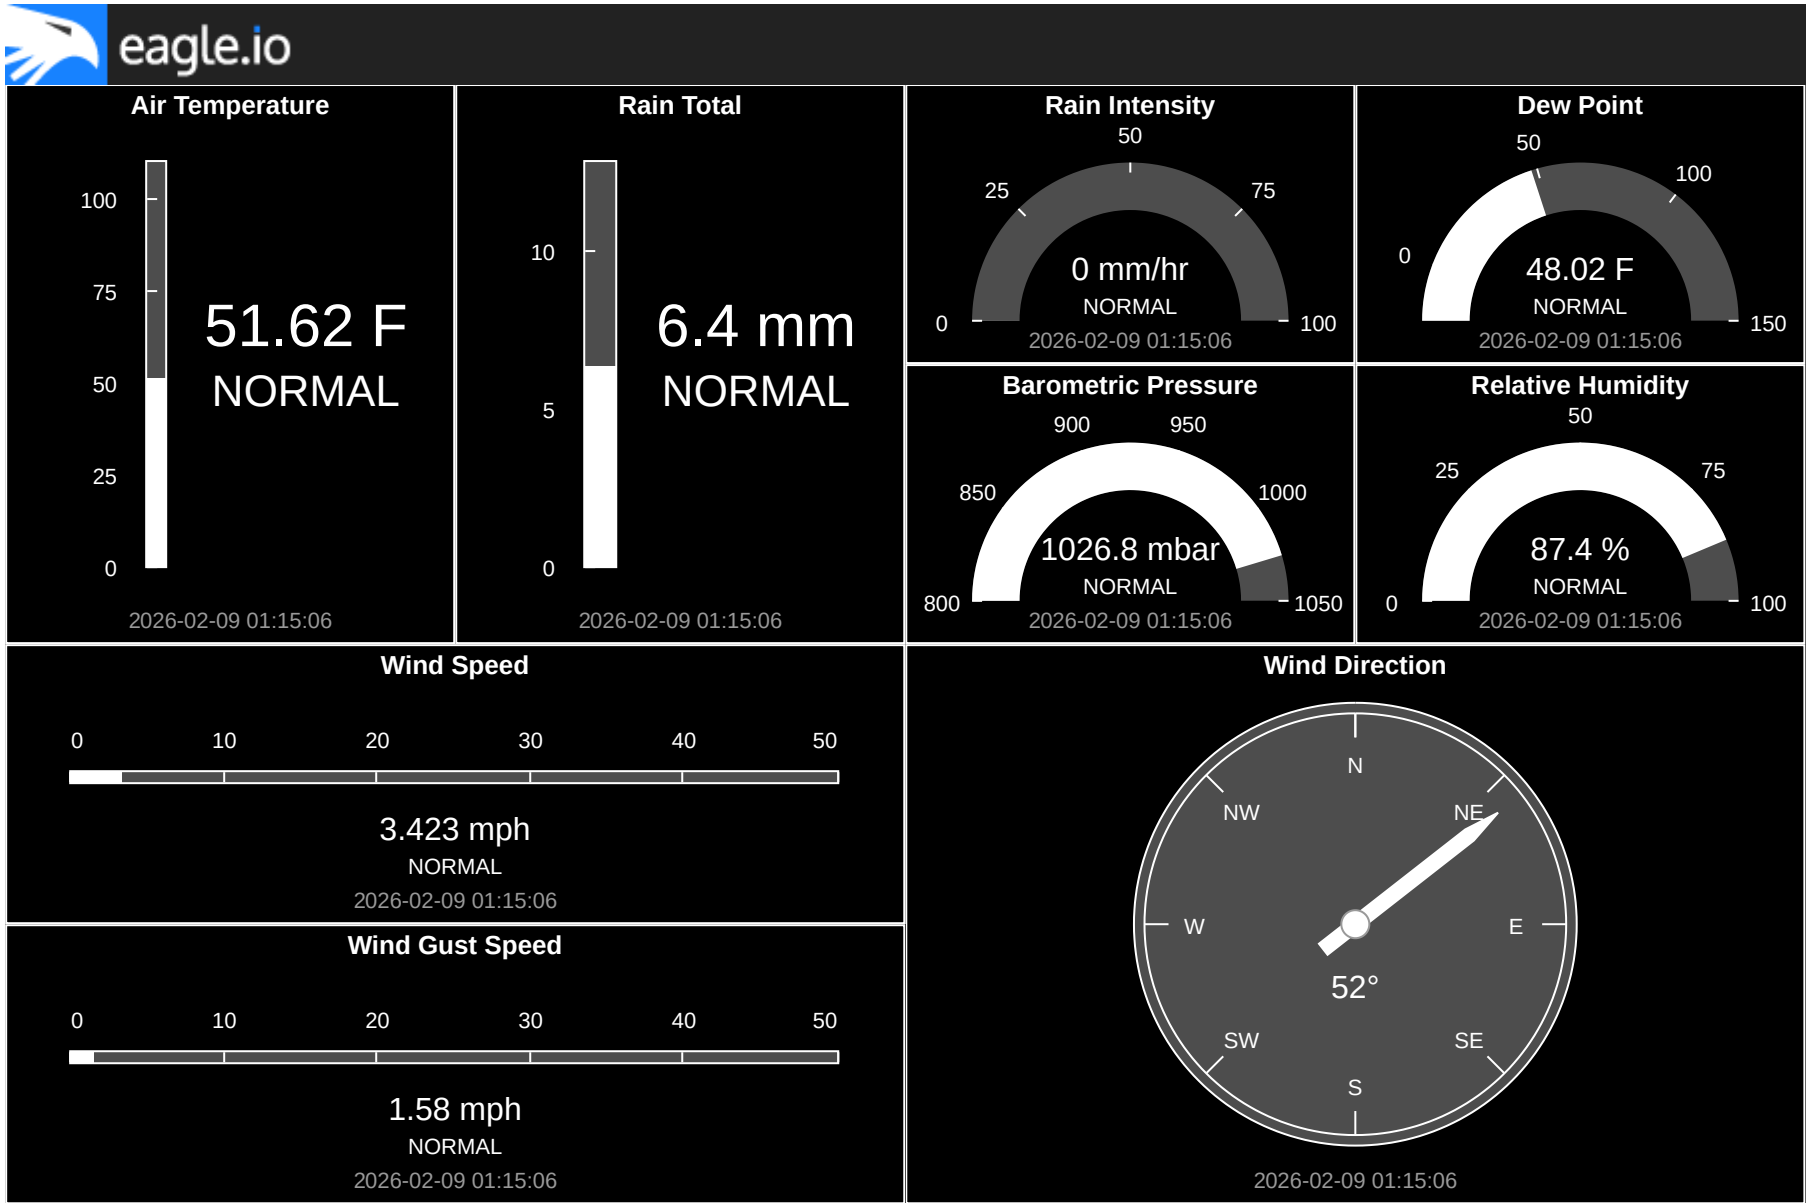 eagle.io
Air Temperature
100
75
50
25
0
51.62 F
NORMAL
2026-02-09 01:15:06
Rain Total
10
5
0
6.4 mm
NORMAL
2026-02-09 01:15:06
Rain Intensity
50
25
75
0
100
0 mm/hr
NORMAL
2026-02-09 01:15:06
Dew Point
50
100
0
150
48.02 F
NORMAL
2026-02-09 01:15:06
Barometric Pressure
900
950
850
1000
800
1050
1026.8 mbar
NORMAL
2026-02-09 01:15:06
Relative Humidity
50
25
75
0
100
87.4 %
NORMAL
2026-02-09 01:15:06
Wind Speed
0 10 20 30 40 50
3.423 mph
NORMAL
2026-02-09 01:15:06
Wind Gust Speed
0 10 20 30 40 50
1.58 mph
NORMAL
2026-02-09 01:15:06
Wind Direction
N
NW
NE
W
E
52°
SW
SE
S
2026-02-09 01:15:06